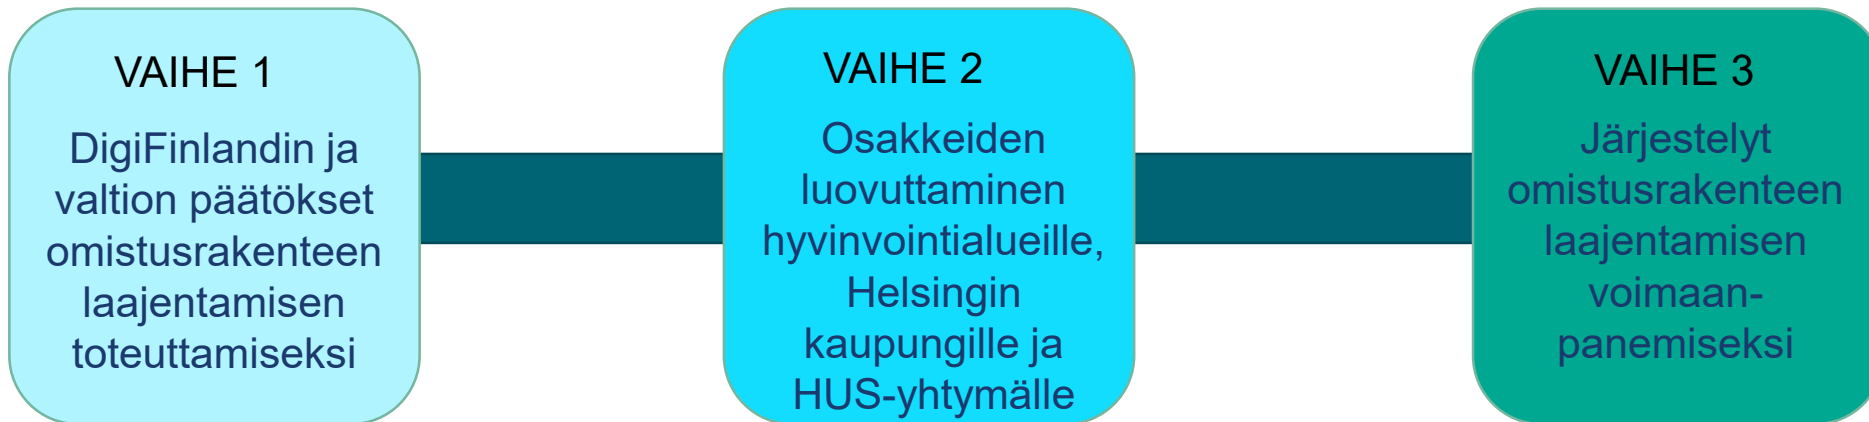 VAIHE 1
DigiFinlandin ja
valtion päätökset
omistusrakenteen
laajentamisen
toteuttamiseksi
VAIHE 2
Osakkeiden
luovuttaminen
hyvinvointialueille,
Helsingin
kaupungille ja
HUS-yhtymälle
VAIHE 3
Järjestelyt
omistusrakenteen
laajentamisen
voimaan-
panemiseksi